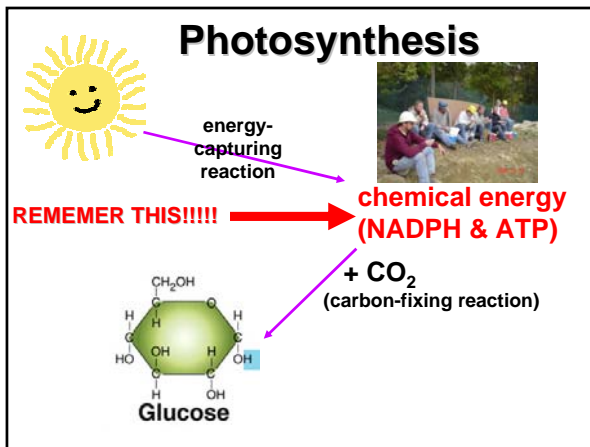 Photosynthesis
energy-
capturing
reaction
REMEMER THIS!!!!!
chemical energy
(NADPH & ATP)
+ CO₂
(carbon-fixing reaction)
CH₂OH
C O
H H H
C C
HO OH H OH
C C
H OH
Glucose